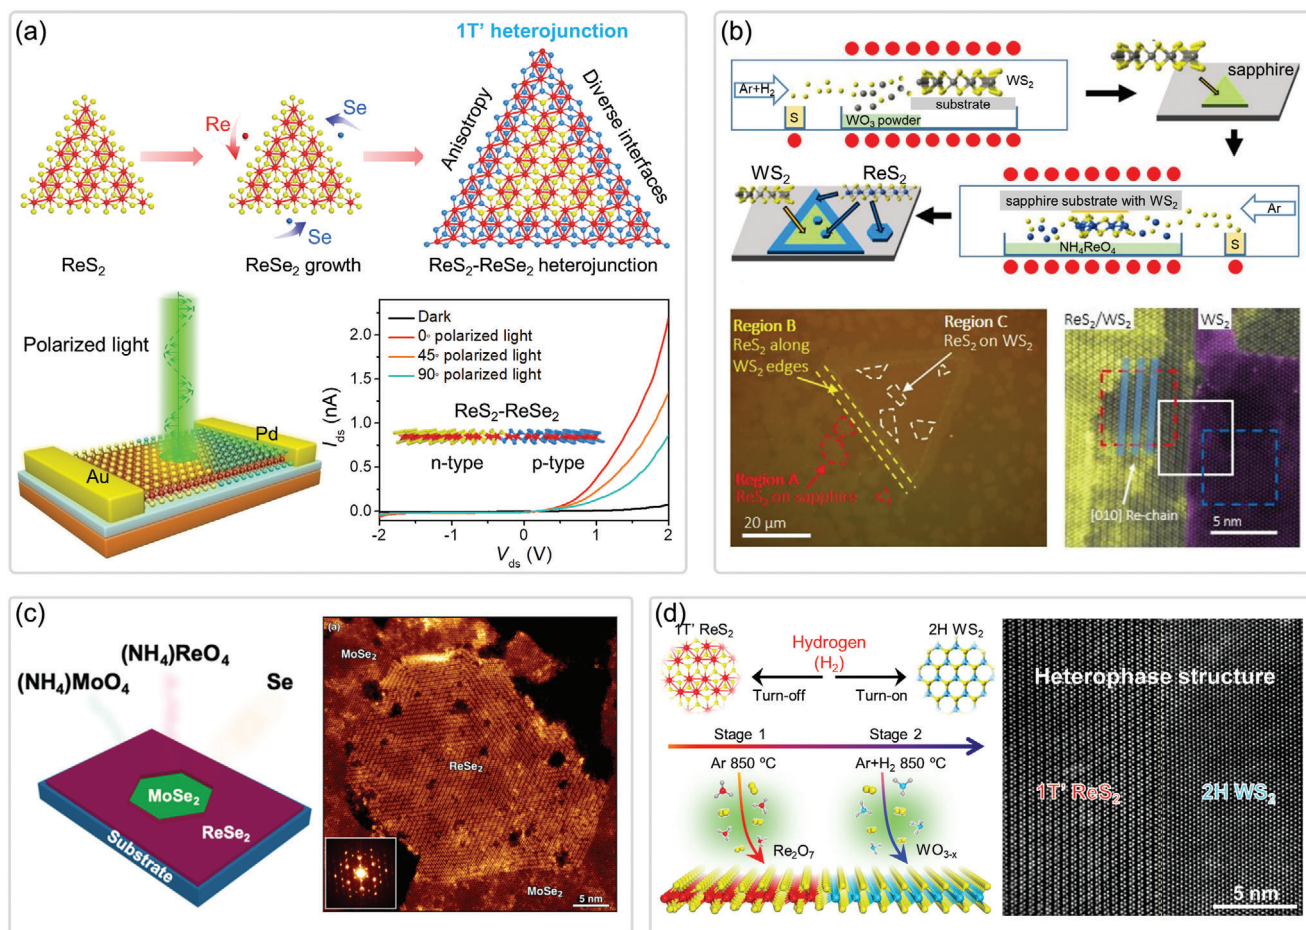 (a)
1T’ heterojunction
Re
Se
Se
Anisotropy
Diverse interfaces
ReS2
ReSe2 growth
ReS2-ReSe2 heterojunction
Polarized light
Au
Pd
Dark
0° polarized light
45° polarized light
90° polarized light
ReS2-ReSe2
n-type
p-type
Ids (nA)
2.0
1.5
1.0
0.5
0.0
-2
-1
0
1
2
Vds (V)
(b)
Ar+H2
S
WO3 powder
WS2
substrate
sapphire
WS2
ReS2
sapphire substrate with WS2
Ar
NH4ReO4
S
Region B
ReS2 along
WS2 edges
Region C
ReS2 on WS2
Region A
ReS2 on sapphire
20 µm
ReS2/WS2
WS2
[010] Re-chain
5 nm
(c)
(NH4)ReO4
(NH4)MoO4
Se
MoSe2
ReSe2
Substrate
(a)
MoSe2
ReSe2
MoSe2
5 nm
(d)
1T’ ReS2
Hydrogen
(H2)
2H WS2
Turn-off
Turn-on
Stage 1
Stage 2
Ar 850 ºC
Ar+H2 850 ºC
Re2O7
WO3-x
Heterophase structure
1T’ ReS2
2H WS2
5 nm